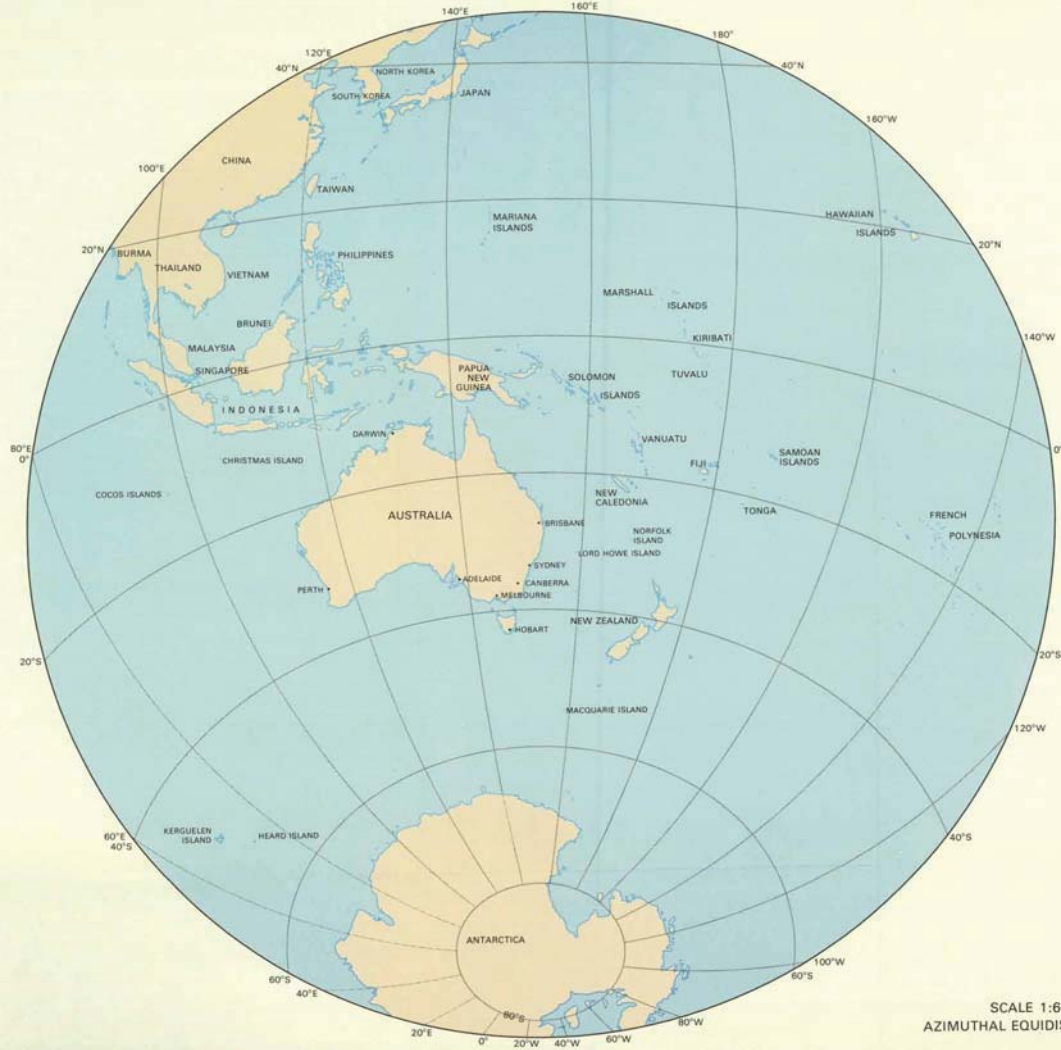 140°E
160°E
180°
120°E
40°N
NORTH KOREA
40°N
SOUTH KOREA
JAPAN
160°W
CHINA
100°E
TAIWAN
MARIANA
ISLANDS
HAWAIIAN
ISLANDS
20°N
BURMA
THAILAND
VIETNAM
PHILIPPINES
20°N
MARSHALL
ISLANDS
BRUNEI
KIRIBATI
140°W
MALAYSIA
SINGAPORE
PAPUA
NEW
GUINEA
SOLOMON
ISLANDS
TUVALU
INDONESIA
DARWIN
VANUATU
80°E
0°
CHRISTMAS ISLAND
FIJI
SAMOAN
ISLANDS
0°
COCOS ISLANDS
NEW
CALEDONIA
AUSTRALIA
TONGA
FRENCH
POLYNESIA
BRISBANE
NORFOLK
ISLAND
LORD HOWE ISLAND
SYDNEY
ADELAIDE
CANBERRA
PERTH
MELBOURNE
NEW ZEALAND
HOBART
20°S
20°S
MACQUARIE ISLAND
120°W
KERGUELEN
ISLAND
HEARD ISLAND
60°E
40°S
40°S
ANTARCTICA
100°W
60°S
60°S
40°E
80°S
80°W
20°E
0°
20°W
40°W
60°W
SCALE 1:6
AZIMUTHAL EQUIDIS